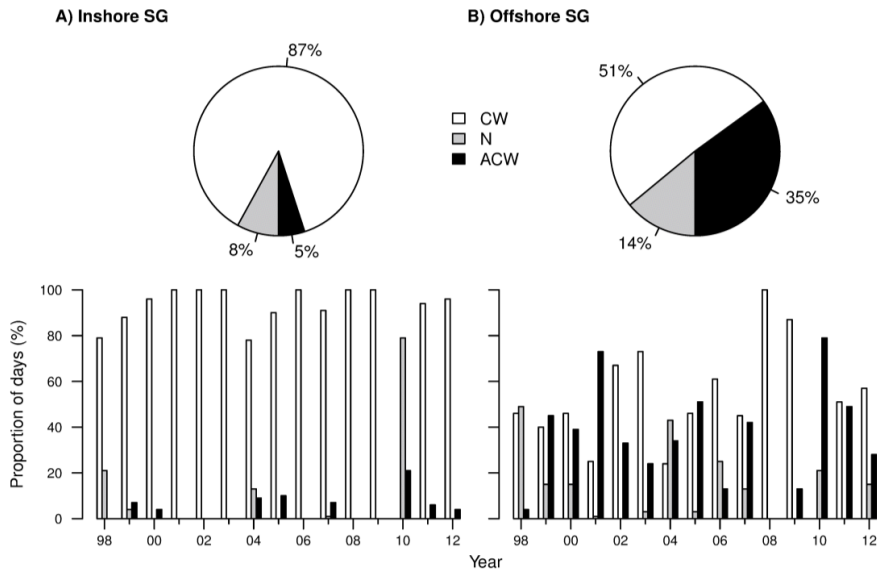 A) Inshore SG
B) Offshore SG
87%
8%
5%
CW
N
ACW
51%
14%
35%
Proportion of days (%)
100
80
60
40
20
0
98 00 02 04 06 08 10 12
98 00 02 04 06 08 10 12
Year